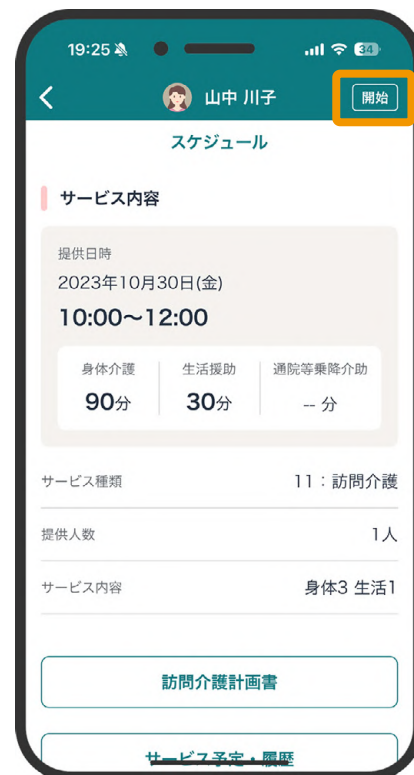 19:25 34
山中 川子 開始
スケジュール
サービス内容
提供日時
2023年10月30日(金)
10:00〜12:00
身体介護 生活援助 通院等乗降介助
90分 30分 -- 分
サービス種類 11：訪問介護
提供人数 1人
サービス内容 身体3 生活1
訪問介護計画書
サービス予定・履歴